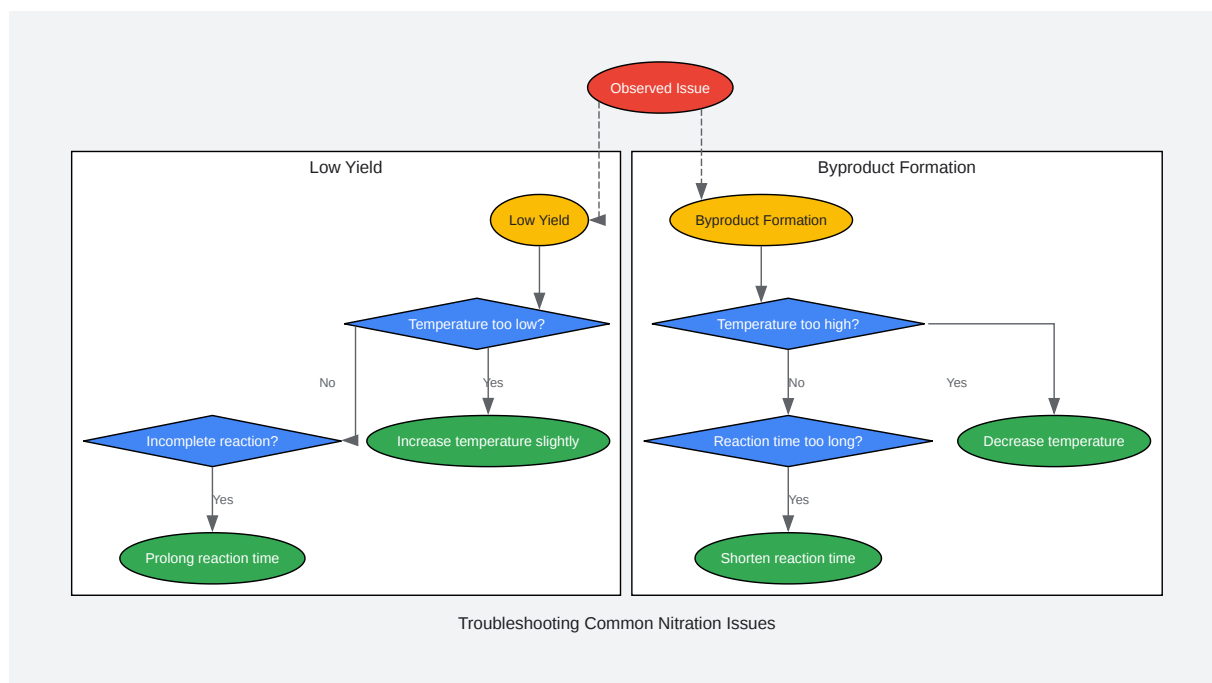 Observed Issue
Low Yield
Low Yield
Temperature too low?
No
Yes
Incomplete reaction?
Increase temperature slightly
Yes
Prolong reaction time
Byproduct Formation
Byproduct Formation
Temperature too high?
No
Yes
Reaction time too long?
Decrease temperature
Yes
Shorten reaction time
Troubleshooting Common Nitration Issues